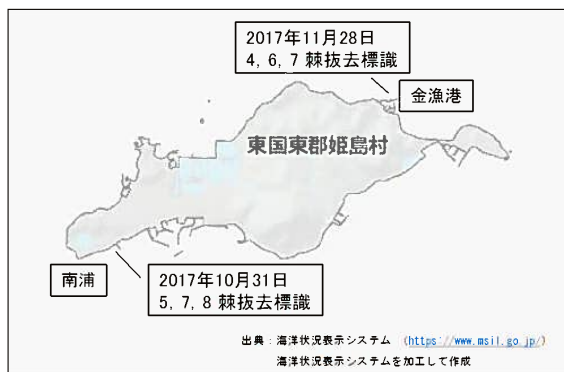 2017年11月28日
4, 6, 7 棘抜去標識
金漁港
東国東郡姫島村
南浦
2017年10月31日
5, 7, 8 棘抜去標識
出典：海洋状況表示システム （https://www.msil.go.jp/）
海洋状況表示システムを加工して作成